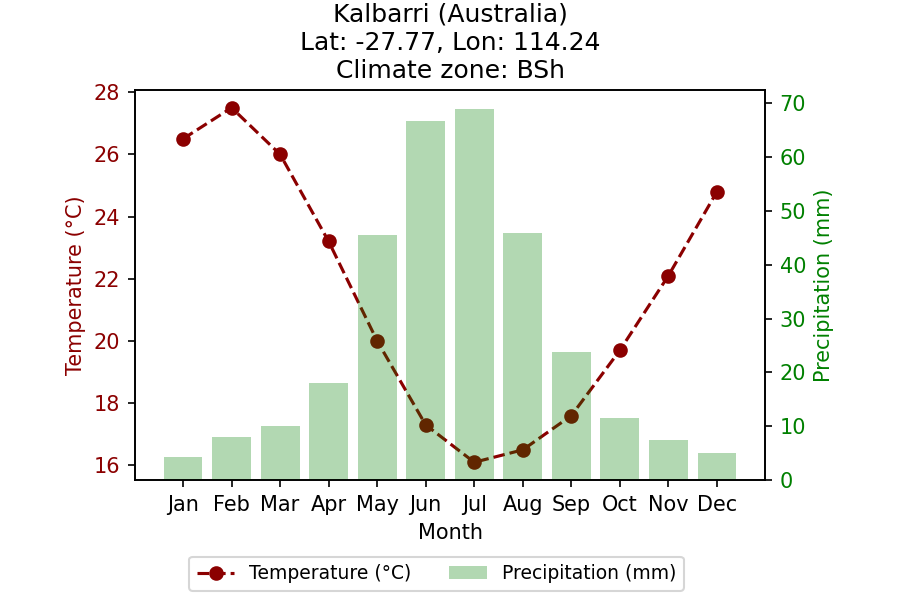 Kalbarri (Australia)
Lat: -27.77, Lon: 114.24
Climate zone: BSh
28
26
24
22
20
18
16
Temperature (°C)
70
60
50
40
30
20
10
0
Precipitation (mm)
Jan Feb Mar Apr May Jun Jul Aug Sep Oct Nov Dec
Month
Temperature (°C) Precipitation (mm)